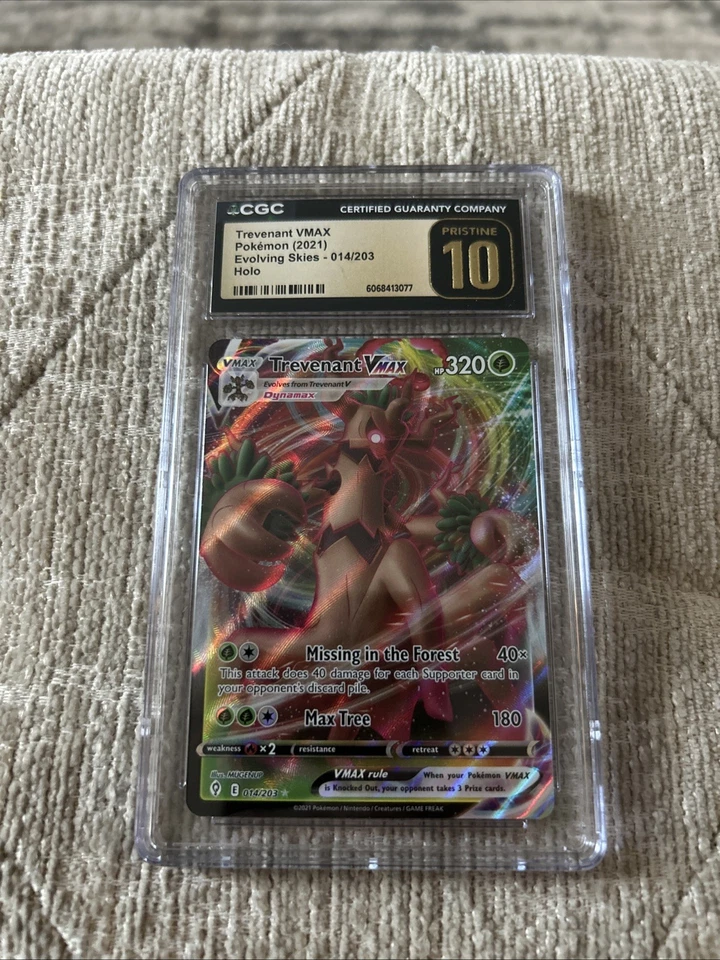 CGC CERTIFIED GUARANTY COMPANY
Trevenant VMAX
Pokémon (2021)
Evolving Skies - 014/203
Holo
PRISTINE
10
6068413077
VMAX Trevenant VMAX HP 320
Evolves from Trevenant V
Dynamax
Missing in the Forest 40×
This attack does 40 damage for each Supporter card in
your opponent's discard pile.
Max Tree 180
weakness ×2 resistance retreat
Illus. MUGENUP
E 014/203 ★
VMAX rule When your Pokémon VMAX
is Knocked Out, your opponent takes 3 Prize cards.
©2021 Pokémon / Nintendo / Creatures / GAME FREAK